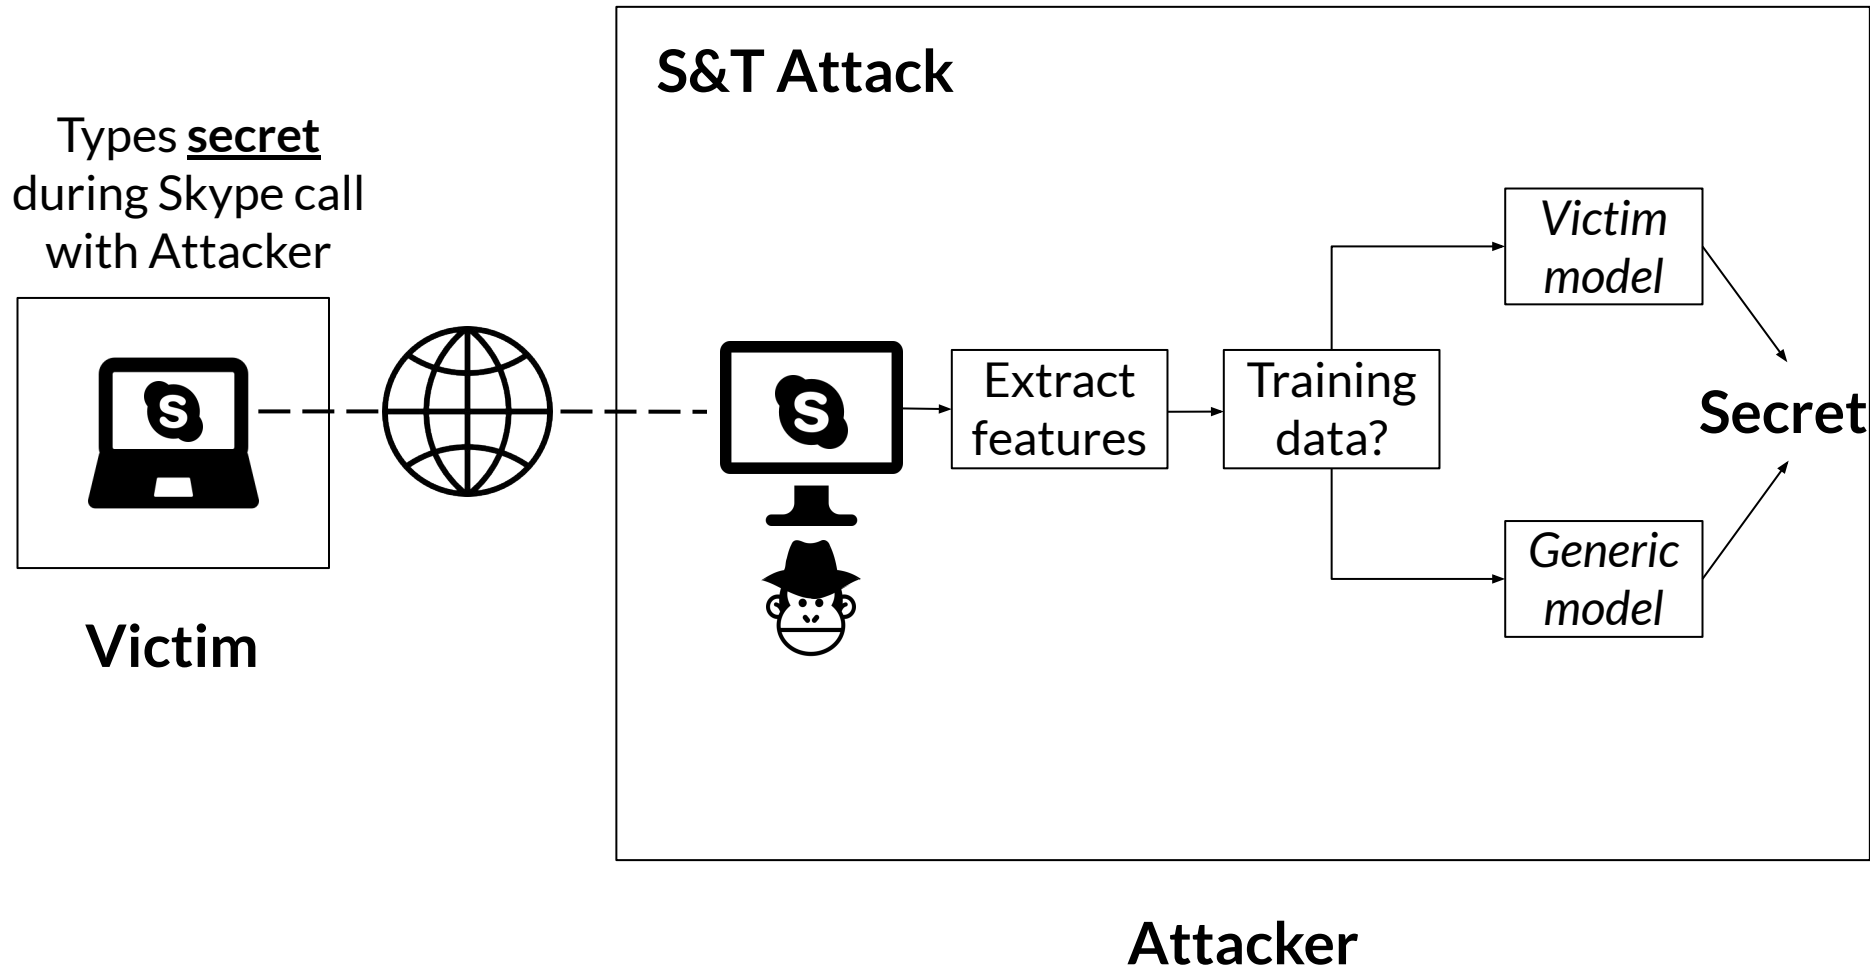 S&T Attack
Types secret
during Skype call
with Attacker
Victim
S
S
Extract
features
Training
data?
Victim
model
Generic
model
Secret
Attacker